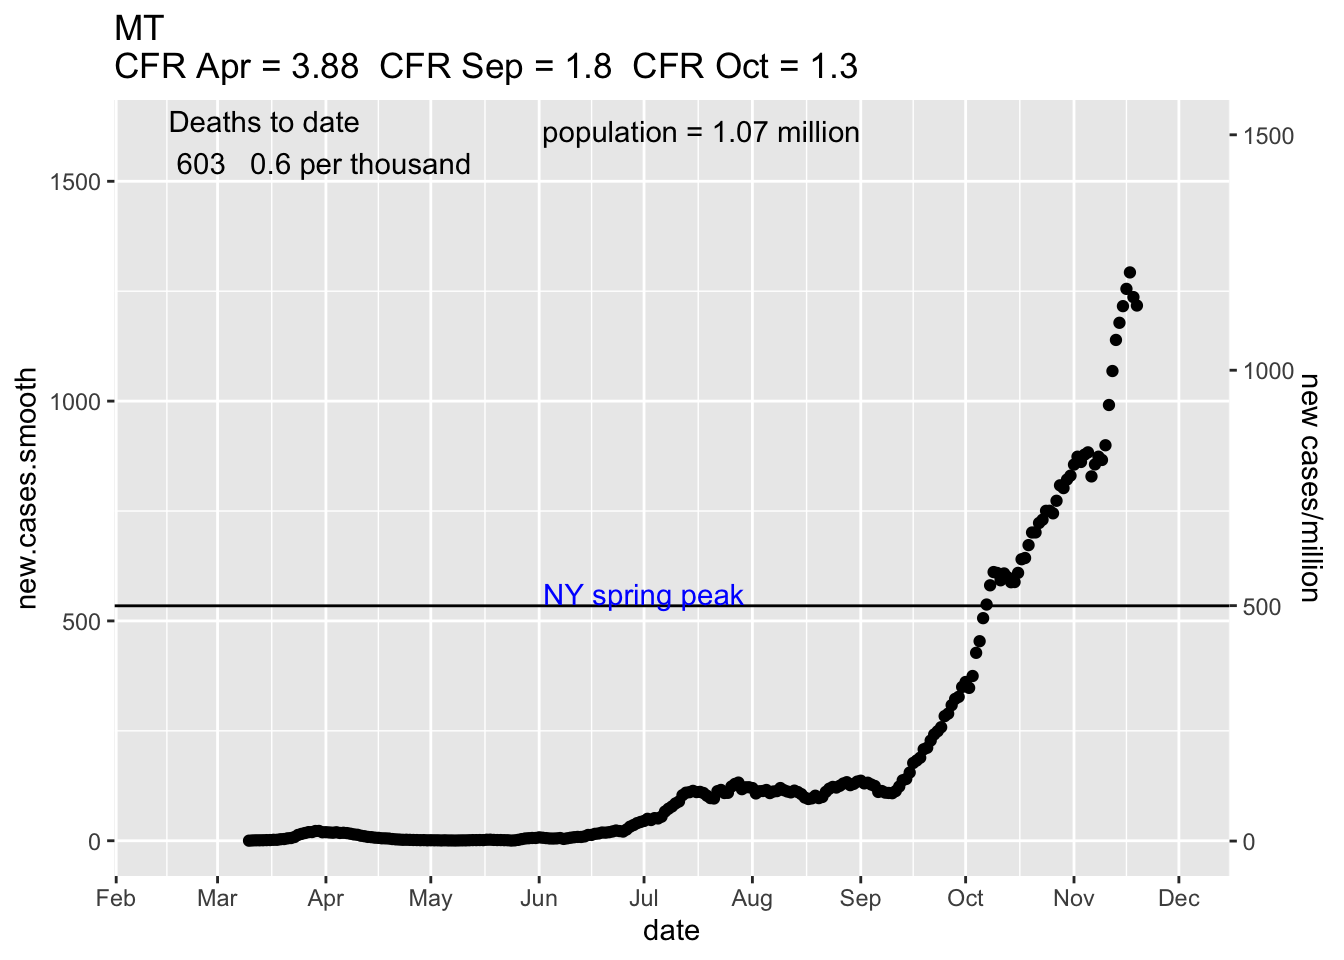 MT
CFR Apr = 3.88  CFR Sep = 1.8  CFR Oct = 1.3
Deaths to date
603   0.6 per thousand
population = 1.07 million
1500
1000
500
0
new.cases.smooth
NY spring peak
1500
1000
500
0
new cases/million
Feb Mar Apr May Jun Jul Aug Sep Oct Nov Dec
date